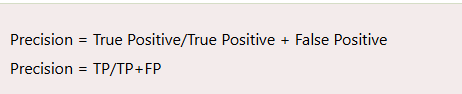 Precision = True Positive/True Positive + False Positive
Precision = TP/TP+FP